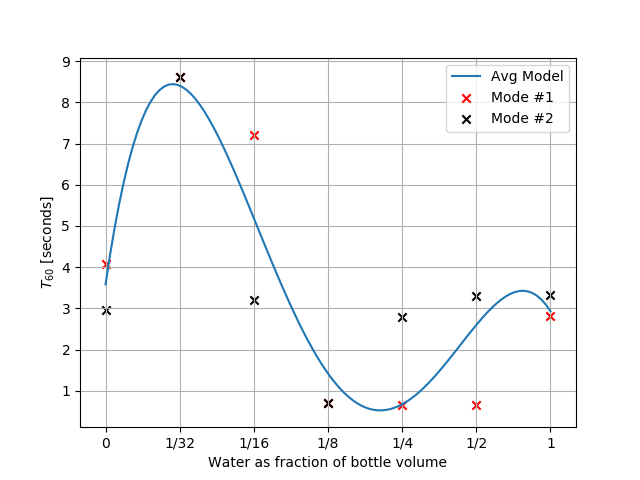 9
8
7
6
5
4
3
2
1
T60 [seconds]
Avg Model
Mode #1
Mode #2
0 1/32 1/16 1/8 1/4 1/2 1
Water as fraction of bottle volume